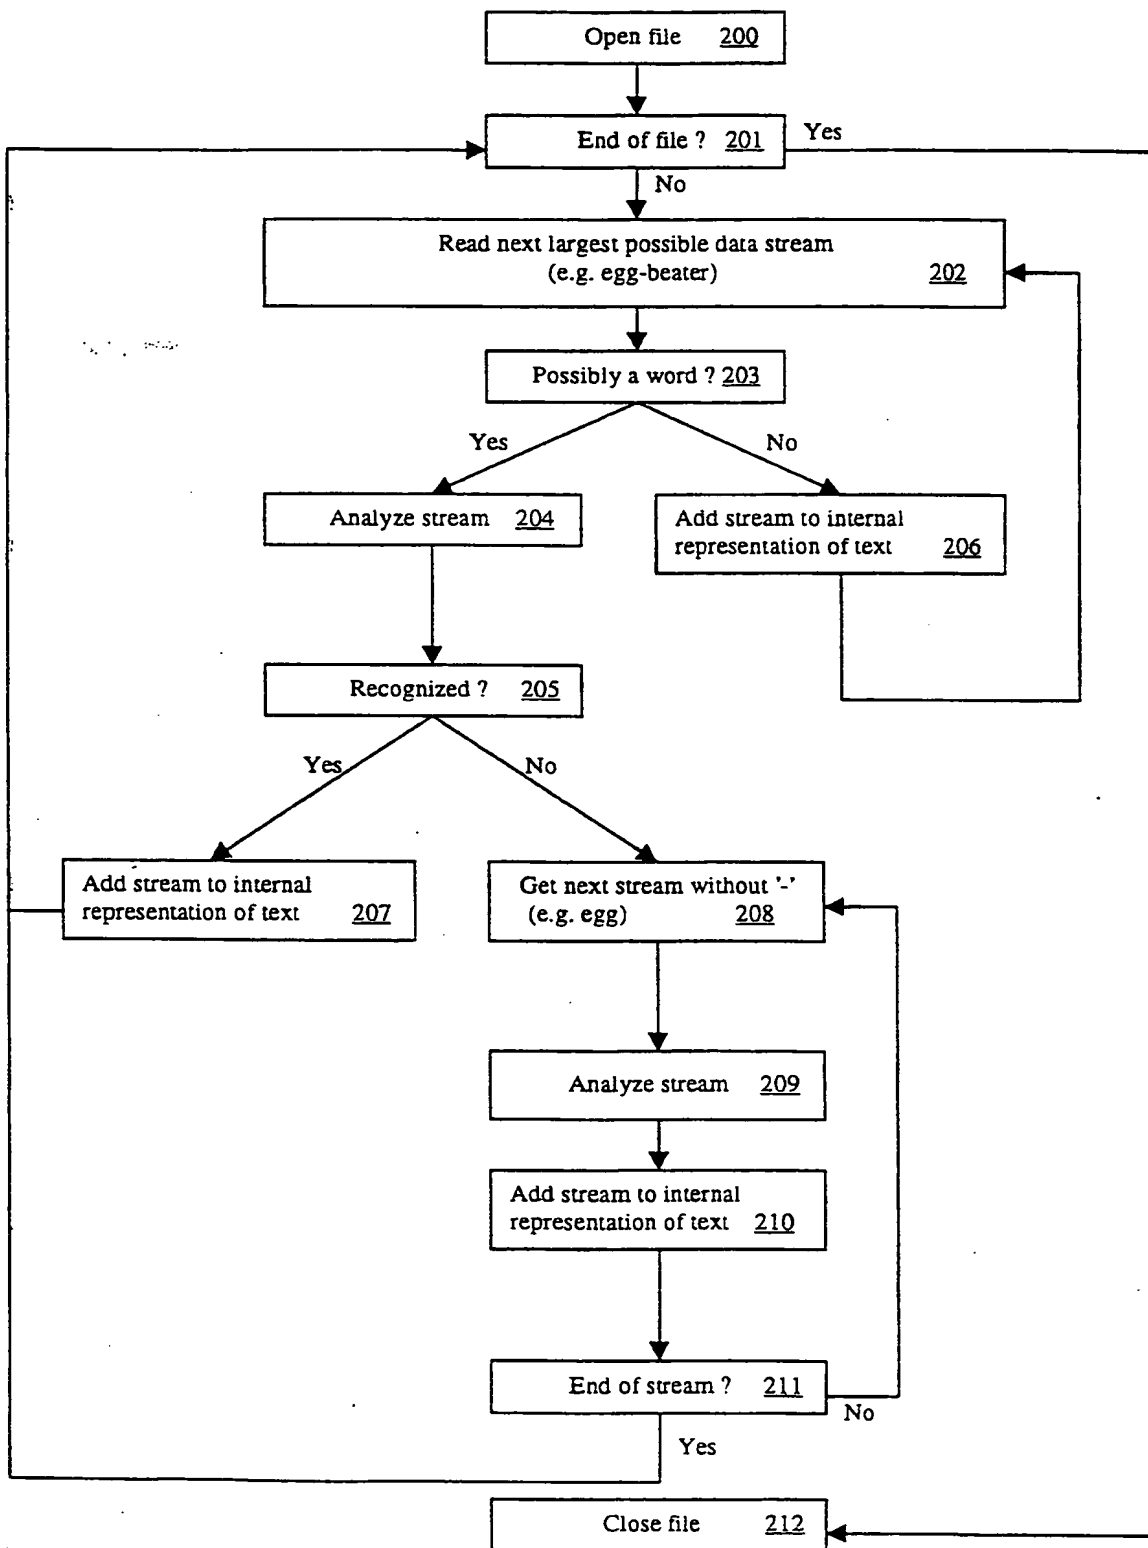 Open file 200
End of file ? 201
Yes
No
Read next largest possible data stream
(e.g. egg-beater) 202
Possibly a word ? 203
Yes
No
Analyze stream 204
Add stream to internal
representation of text 206
Recognized ? 205
Yes
No
Add stream to internal
representation of text 207
Get next stream without '-'
(e.g. egg) 208
Analyze stream 209
Add stream to internal
representation of text 210
End of stream ? 211
No
Yes
Close file 212